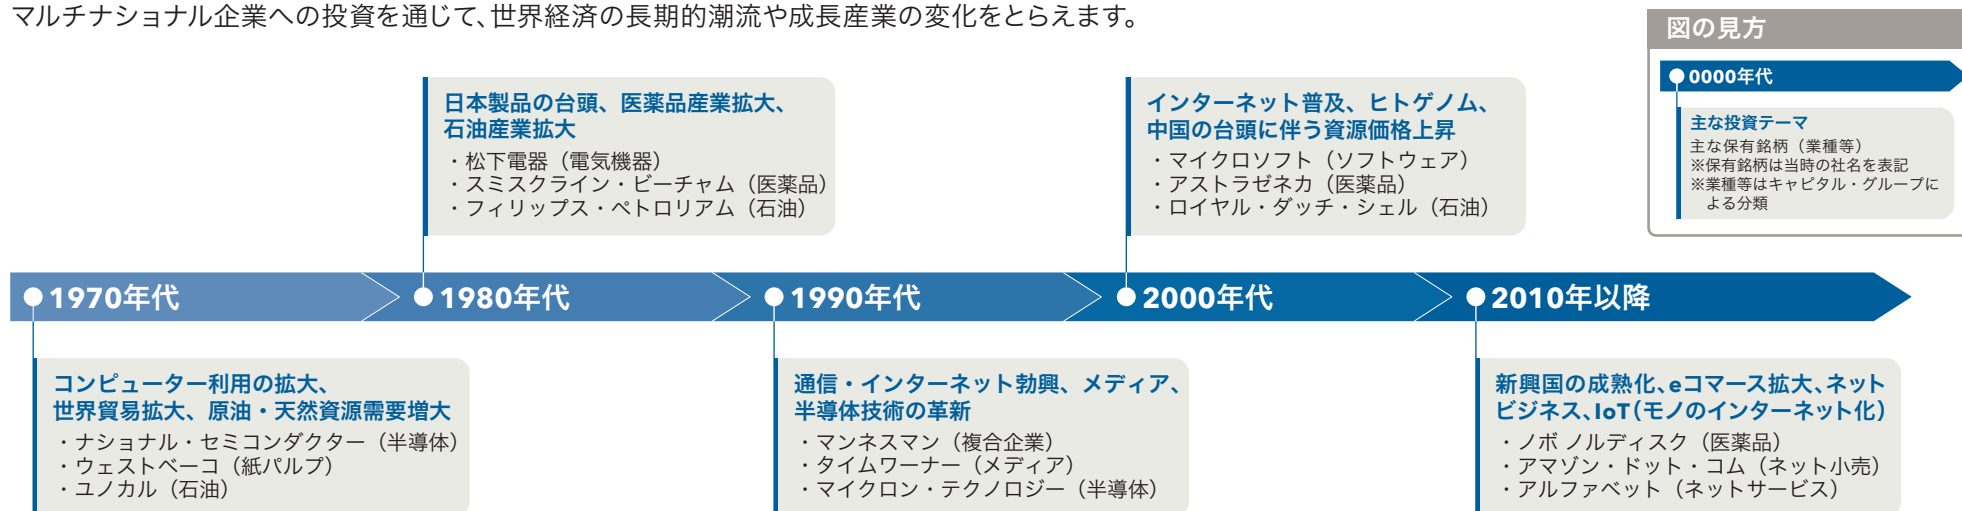 マルチナショナル企業への投資を通じて、世界経済の長期的潮流や成長産業の変化をとらえます。
図の見方
0000年代
主な投資テーマ
主な保有銘柄（業種等）
※保有銘柄は当時の社名を表記
※業種等はキャピタル・グループに
よる分類
日本製品の台頭、医薬品産業拡大、
石油産業拡大
・松下電器（電気機器）
・スミスクライン・ビーチャム（医薬品）
・フィリップス・ペトロリアム（石油）
インターネット普及、ヒトゲノム、
中国の台頭に伴う資源価格上昇
・マイクロソフト（ソフトウェア）
・アストラゼネカ（医薬品）
・ロイヤル・ダッチ・シェル（石油）
1970年代
1980年代
1990年代
2000年代
2010年以降
コンピューター利用の拡大、
世界貿易拡大、原油・天然資源需要増大
・ナショナル・セミコンダクター（半導体）
・ウェストベーコ（紙パルプ）
・ユノカル（石油）
通信・インターネット勃興、メディア、
半導体技術の革新
・マンネスマン（複合企業）
・タイムワーナー（メディア）
・マイクロン・テクノロジー（半導体）
新興国の成熟化、eコマース拡大、ネット
ビジネス、IoT（モノのインターネット化）
・ノボ ノルディスク（医薬品）
・アマゾン・ドット・コム（ネット小売）
・アルファベット（ネットサービス）